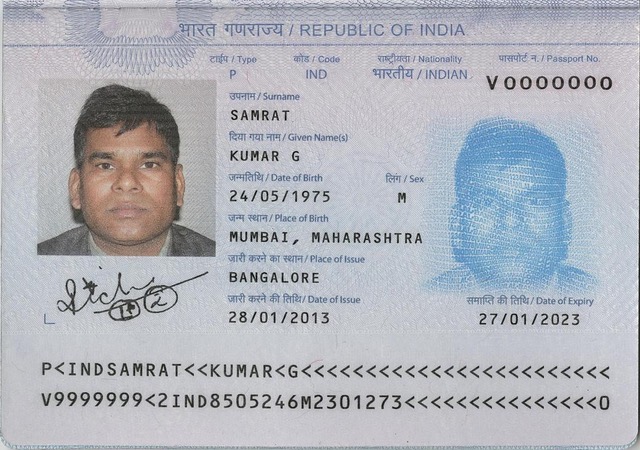 भारत गणराज्य / REPUBLIC OF INDIA
टाईप / Type कोड / Code राष्ट्रीयता / Nationality पासपोर्ट न. / Passport No.
P IND भारतीय / INDIAN V0000000
उपनाम / Surname
SAMRAT
दिया गया नाम / Given Name(s)
KUMAR G
जन्मतिथि / Date of Birth लिंग / Sex
24/05/1975 M
जन्म स्थान / Place of Birth
MUMBAI, MAHARASHTRA
जारी करने का स्थान / Place of Issue
BANGALORE
जारी करने की तिथि / Date of Issue समाप्ति की तिथि / Date of Expiry
28/01/2013 27/01/2023
P<INDSAMRAT<<KUMAR<G<<<<<<<<<<<<<<<<<<<<<<<<
V9999999<2IND8505246M2301273<<<<<<<<<<<<<<<0